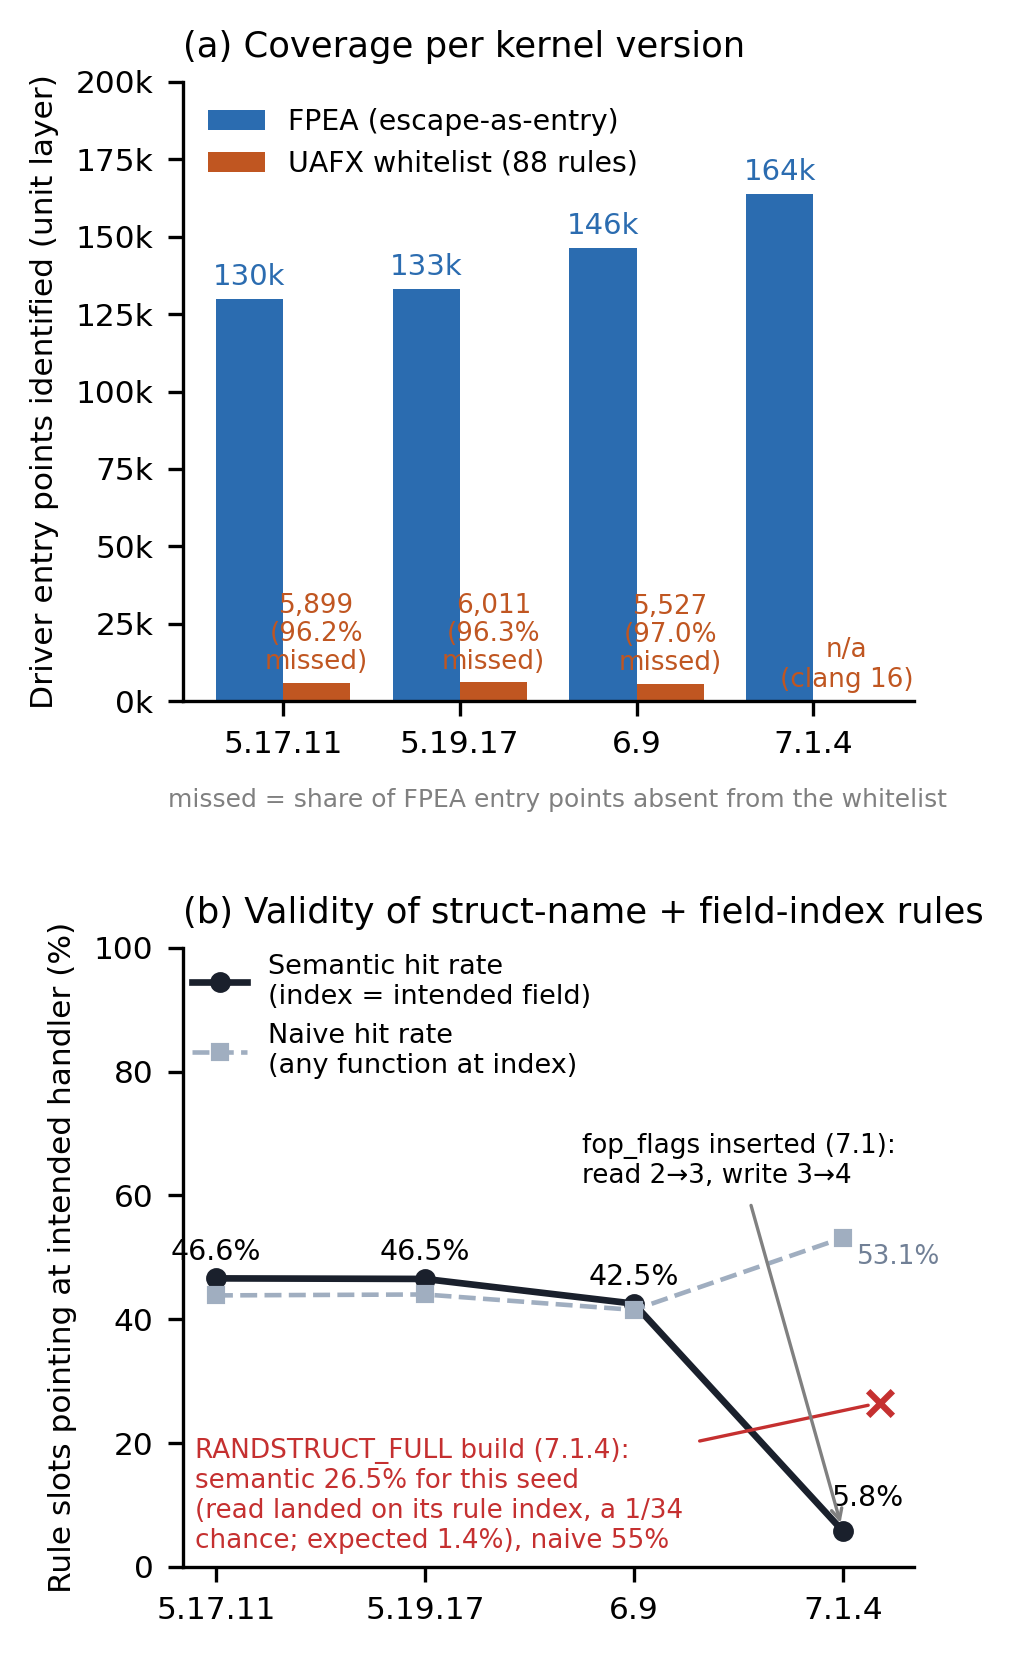 (a) Coverage per kernel version
Driver entry points identified (unit layer)
200k
175k
150k
125k
100k
75k
50k
25k
0k
FPEA (escape-as-entry)
UAFX whitelist (88 rules)
130k
133k
146k
164k
5,899
(96.2%
missed)
6,011
(96.3%
missed)
5,527
(97.0%
missed)
n/a
(clang 16)
5.17.11
5.19.17
6.9
7.1.4
missed = share of FPEA entry points absent from the whitelist
(b) Validity of struct-name + field-index rules
Rule slots pointing at intended handler (%)
100
80
60
40
20
0
Semantic hit rate
(index = intended field)
Naive hit rate
(any function at index)
fop_flags inserted (7.1):
read 2→3, write 3→4
46.6%
46.5%
42.5%
53.1%
5.8%
RANDSTRUCT_FULL build (7.1.4):
semantic 26.5% for this seed
(read landed on its rule index, a 1/34
chance; expected 1.4%), naive 55%
5.17.11
5.19.17
6.9
7.1.4